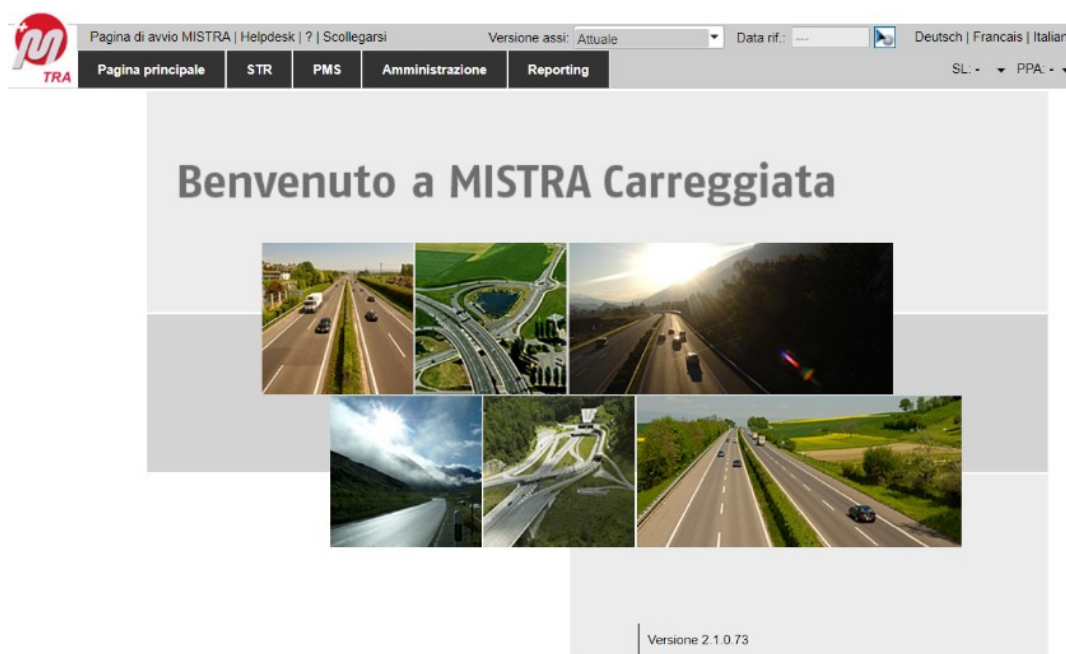 Pagina di avvio MISTRA | Helpdesk | ? | Scollegarsi Versione assi: Attuale Data rif.: --- Deutsch | Francais | Italian
TRA Pagina principale STR PMS Amministrazione Reporting SL: - PPA: -
Benvenuto a MISTRA Carreggiata
Versione 2.1.0.73